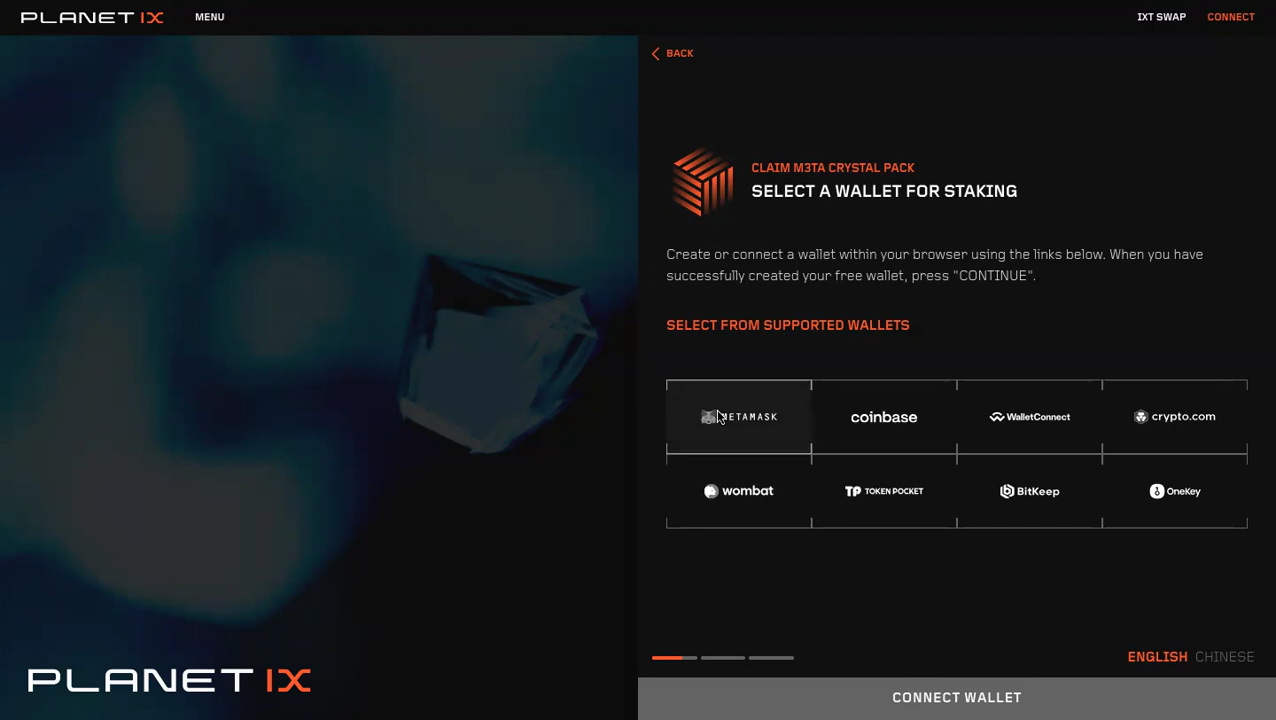 PLANET IX
MENU
IXT SWAP
CONNECT
BACK
CLAIM M3TA CRYSTAL PACK
SELECT A WALLET FOR STAKING
Create or connect a wallet within your browser using the links below. When you have
successfully created your free wallet, press "CONTINUE".
SELECT FROM SUPPORTED WALLETS
METAMASK
coinbase
WalletConnect
crypto.com
wombat
TP TOKEN POCKET
BitKeep
OneKey
ENGLISH CHINESE
PLANET IX
CONNECT WALLET